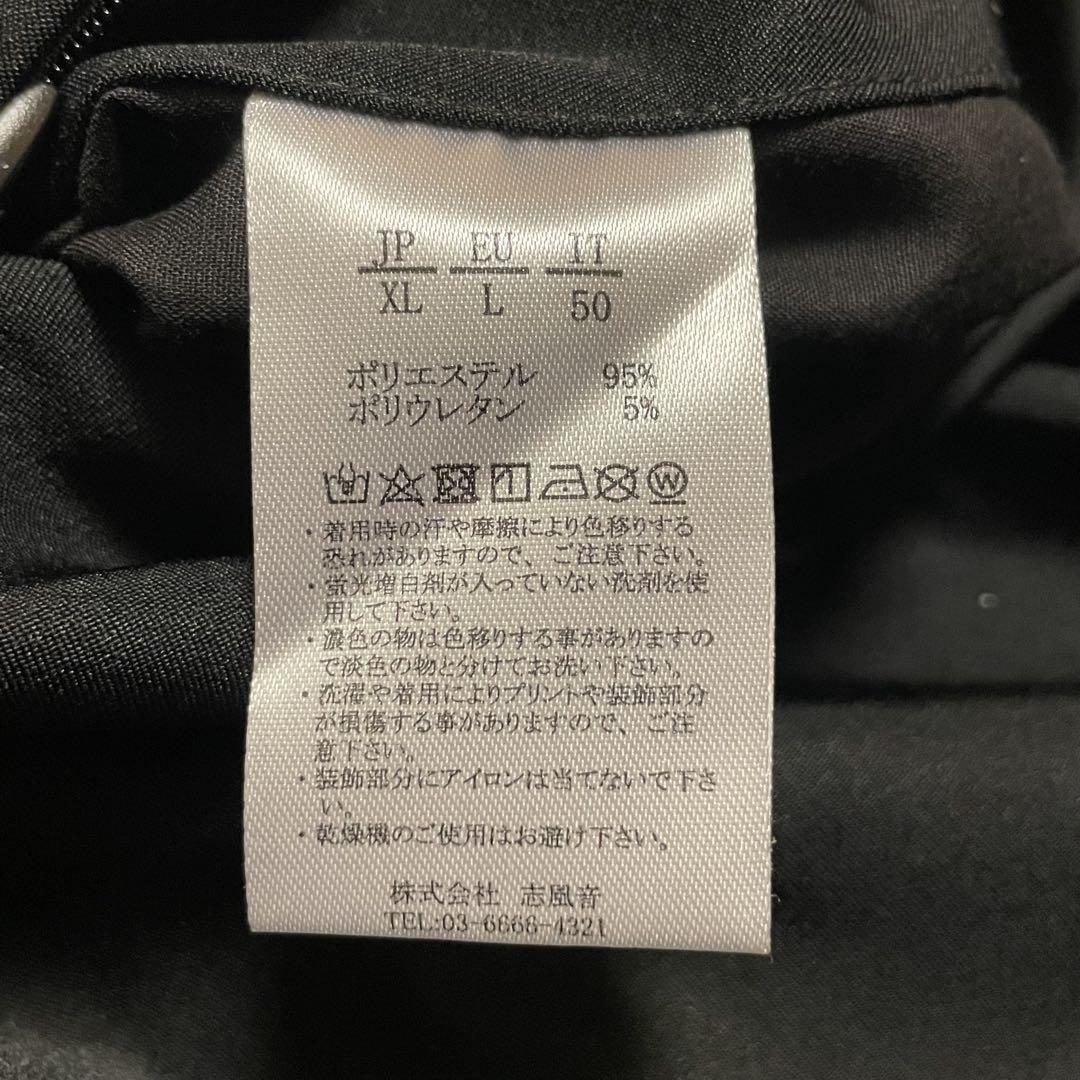 JP EU IT
XL L 50
ポリエステル 95%
ポリウレタン 5%
W
・着用時の汗や摩擦により色移りする
恐れがありますので、ご注意下さい。
・蛍光増白剤が入っていない洗剤を使
用して下さい。
・濃色の物は色移りする事がありますの
で淡色の物と分けてお洗い下さい。
・洗濯や着用によりプリントや装飾部分
が損傷する事がありますので、ご注
意下さい。
・装飾部分にアイロンは当てないで下さ
い。
・乾燥機のご使用はお避け下さい。
株式会社 志風音
TEL:03-6666-4321